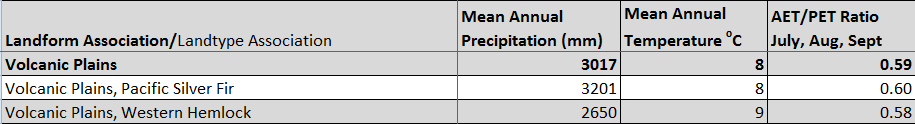 Landform Association/Landtype Association Mean Annual Precipitation (mm) Mean Annual Temperature °C AET/PET Ratio July, Aug, Sept
Volcanic Plains 3017 8 0.59
Volcanic Plains, Pacific Silver Fir 3201 8 0.60
Volcanic Plains, Western Hemlock 2650 9 0.58